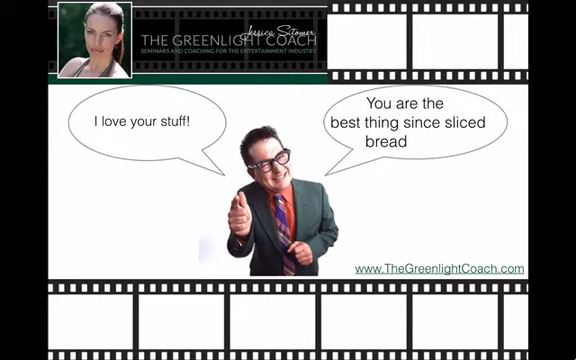 Jessica Sitomer
THE GREENLIGHT COACH
SEMINARS AND COACHING FOR THE ENTERTAINMENT INDUSTRY
I love your stuff!
You are the
best thing since sliced
bread
www.TheGreenlightCoach.com